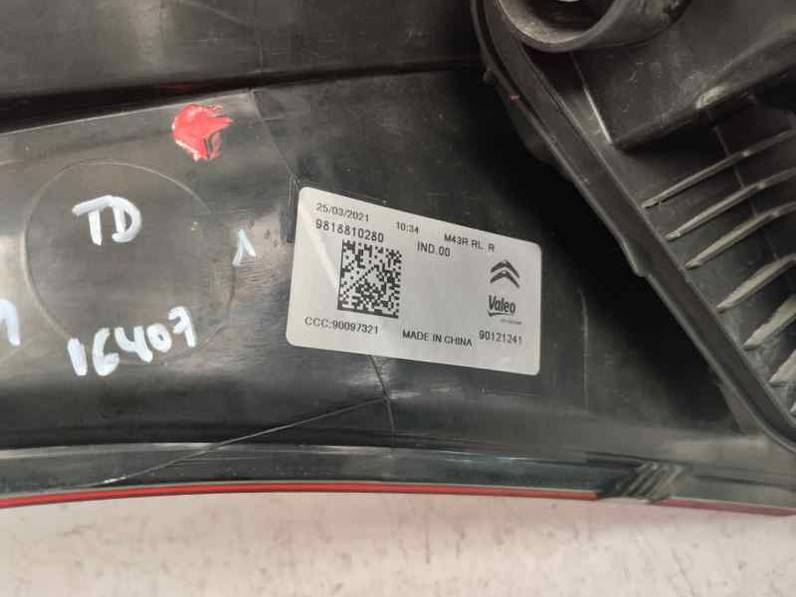 TD
1
16407
25/03/2021 10:34 M43R RL R
9818810280 IND.00
Valeo
CCC:90097321 MADE IN CHINA 90121241